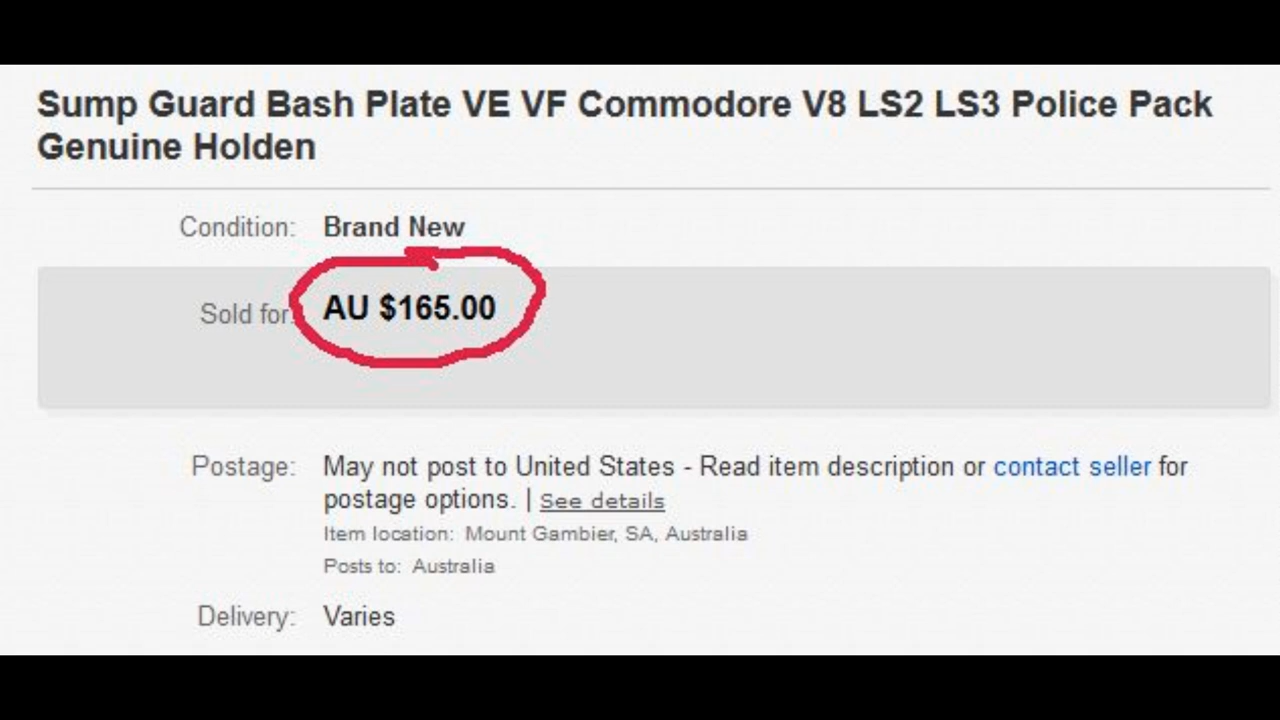 Sump Guard Bash Plate VE VF Commodore V8 LS2 LS3 Police Pack
Genuine Holden
Condition: Brand New
Sold for: AU $165.00
Postage: May not post to United States - Read item description or contact seller for
postage options. | See details
Item location: Mount Gambier, SA, Australia
Posts to: Australia
Delivery: Varies